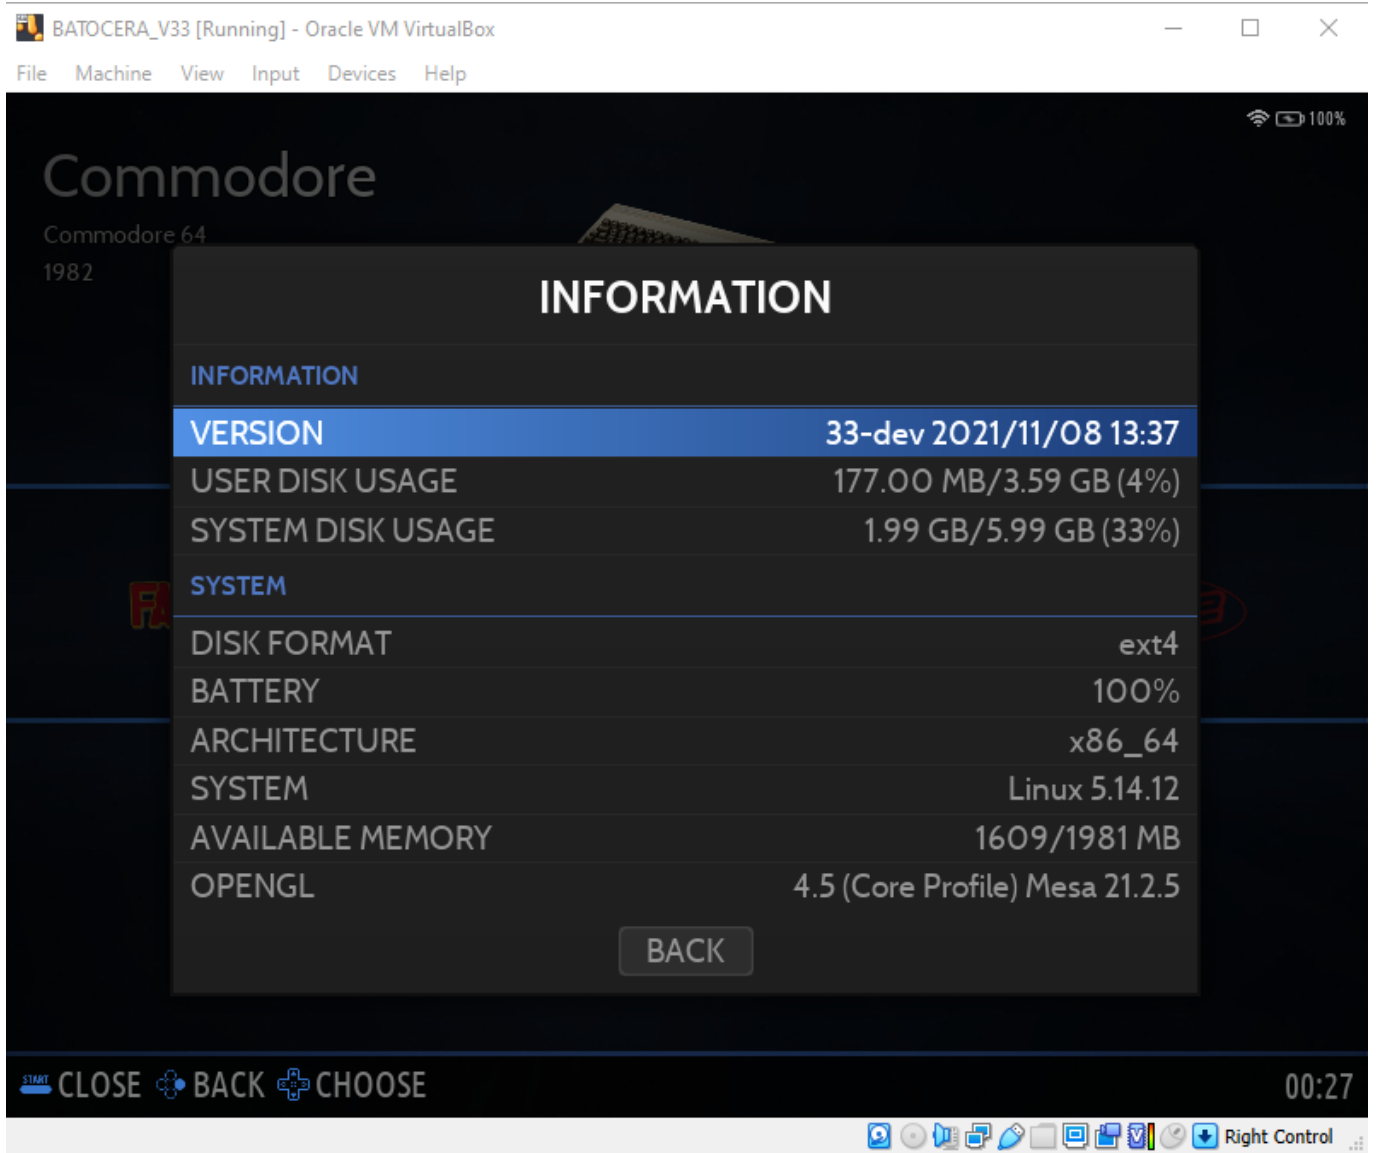 BATOCERA_V33 [Running] - Oracle VM VirtualBox
File Machine View Input Devices Help
100%
Commodore
Commodore 64
1982
INFORMATION
INFORMATION
VERSION 33-dev 2021/11/08 13:37
USER DISK USAGE 177.00 MB/3.59 GB (4%)
SYSTEM DISK USAGE 1.99 GB/5.99 GB (33%)
SYSTEM
DISK FORMAT ext4
BATTERY 100%
ARCHITECTURE x86_64
SYSTEM Linux 5.14.12
AVAILABLE MEMORY 1609/1981 MB
OPENGL 4.5 (Core Profile) Mesa 21.2.5
BACK
START CLOSE BACK CHOOSE 00:27
Right Control